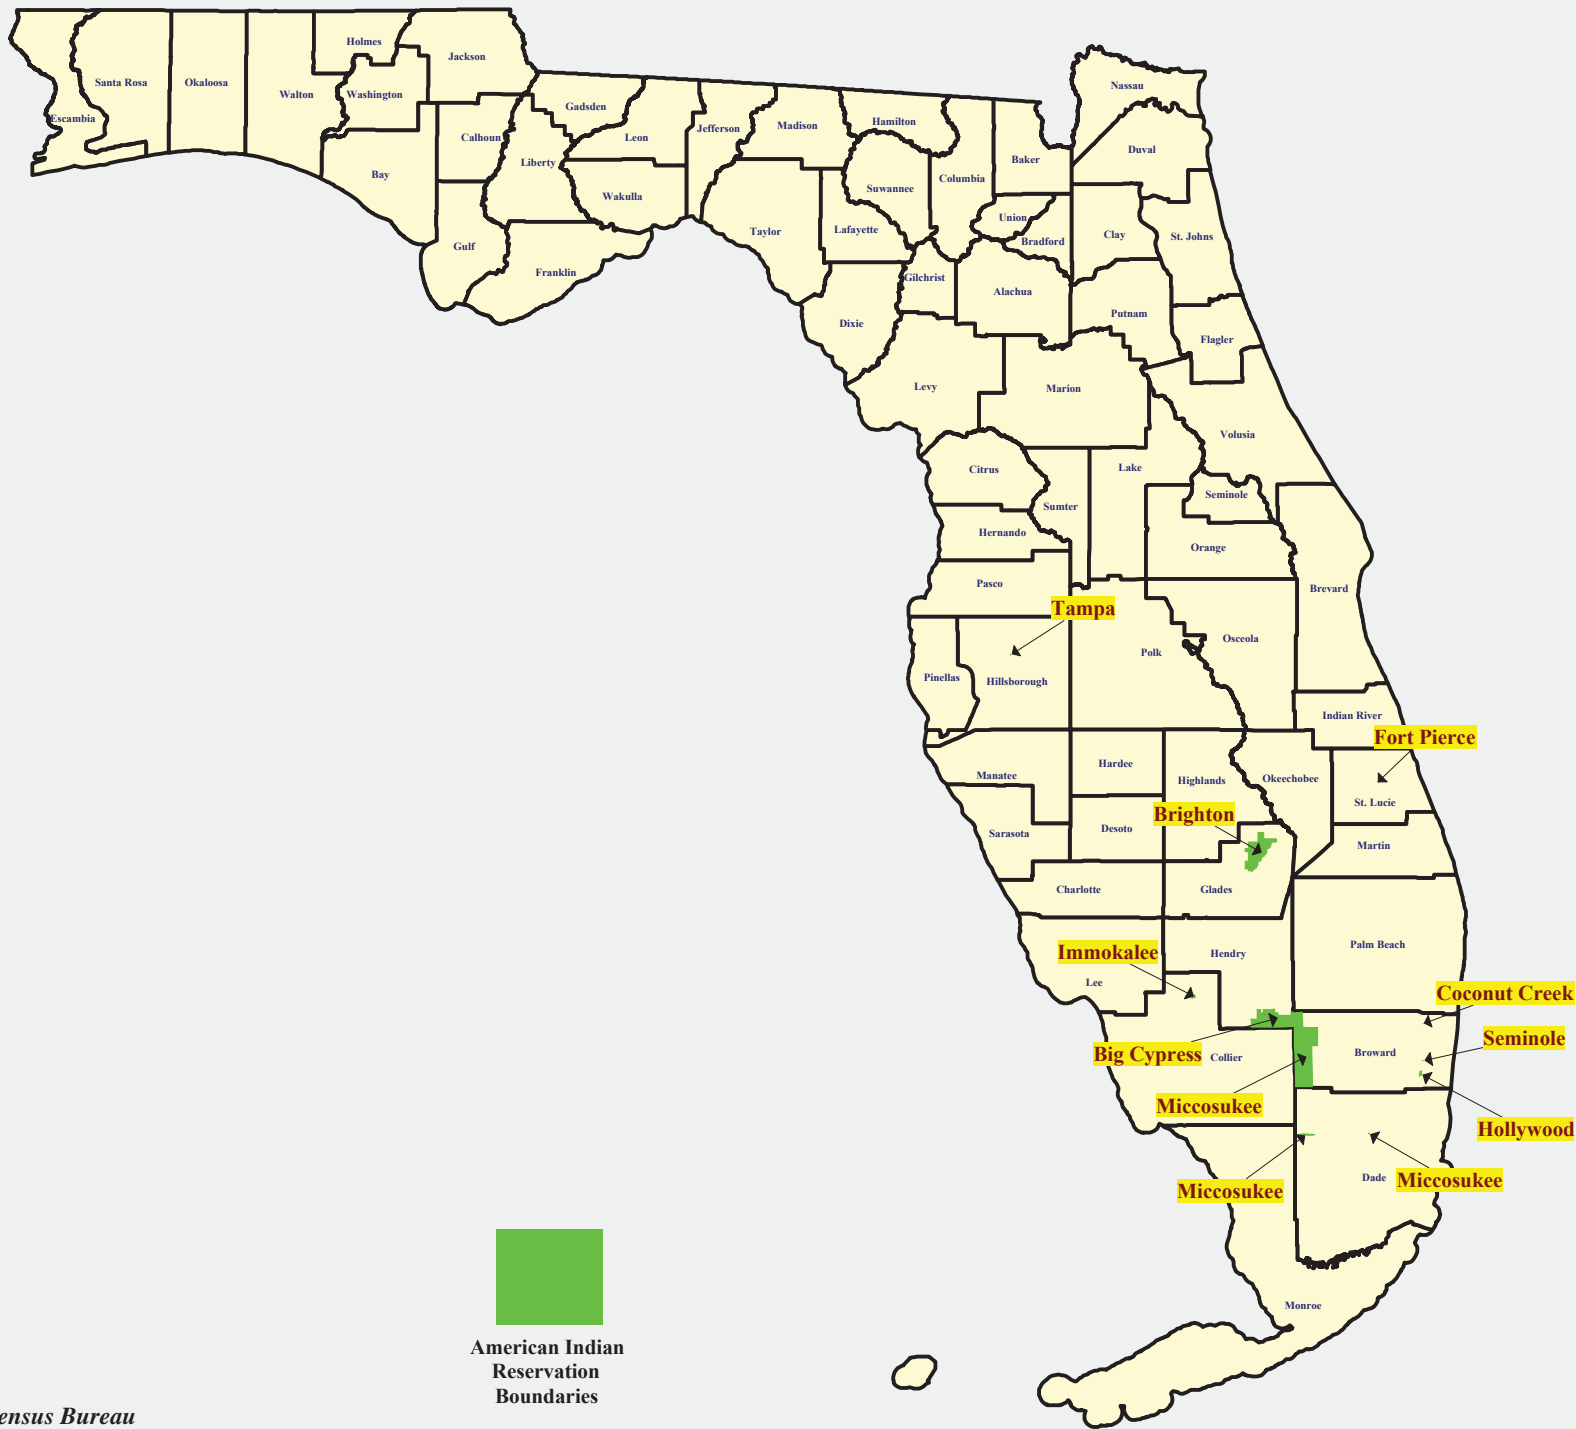 Holmes
Jackson
Santa Rosa
Okaloosa
Walton
Washington
Escambia
Nassau
Gadsden
Leon
Jefferson
Madison
Hamilton
Calhoun
Liberty
Baker
Duval
Bay
Wakulla
Suwannee
Columbia
Union
Taylor
Lafayette
Bradford
Clay
St. Johns
Gulf
Franklin
Gilchrist
Alachua
Putnam
Dixie
Flagler
Levy
Marion
Volusia
Citrus
Lake
Sumter
Seminole
Hernando
Orange
Pasco
Brevard
Tampa
Osceola
Polk
Pinellas
Hillsborough
Indian River
Fort Pierce
Manatee
Hardee
Highlands
Okeechobee
St. Lucie
Brighton
Sarasota
Desoto
Martin
Charlotte
Glades
Palm Beach
Immokalee
Hendry
Lee
Coconut Creek
Seminole
Big Cypress
Collier
Broward
Miccosukee
Hollywood
Dade
Miccosukee
Miccosukee
Monroe
American Indian
Reservation
Boundaries
ensus Bureau